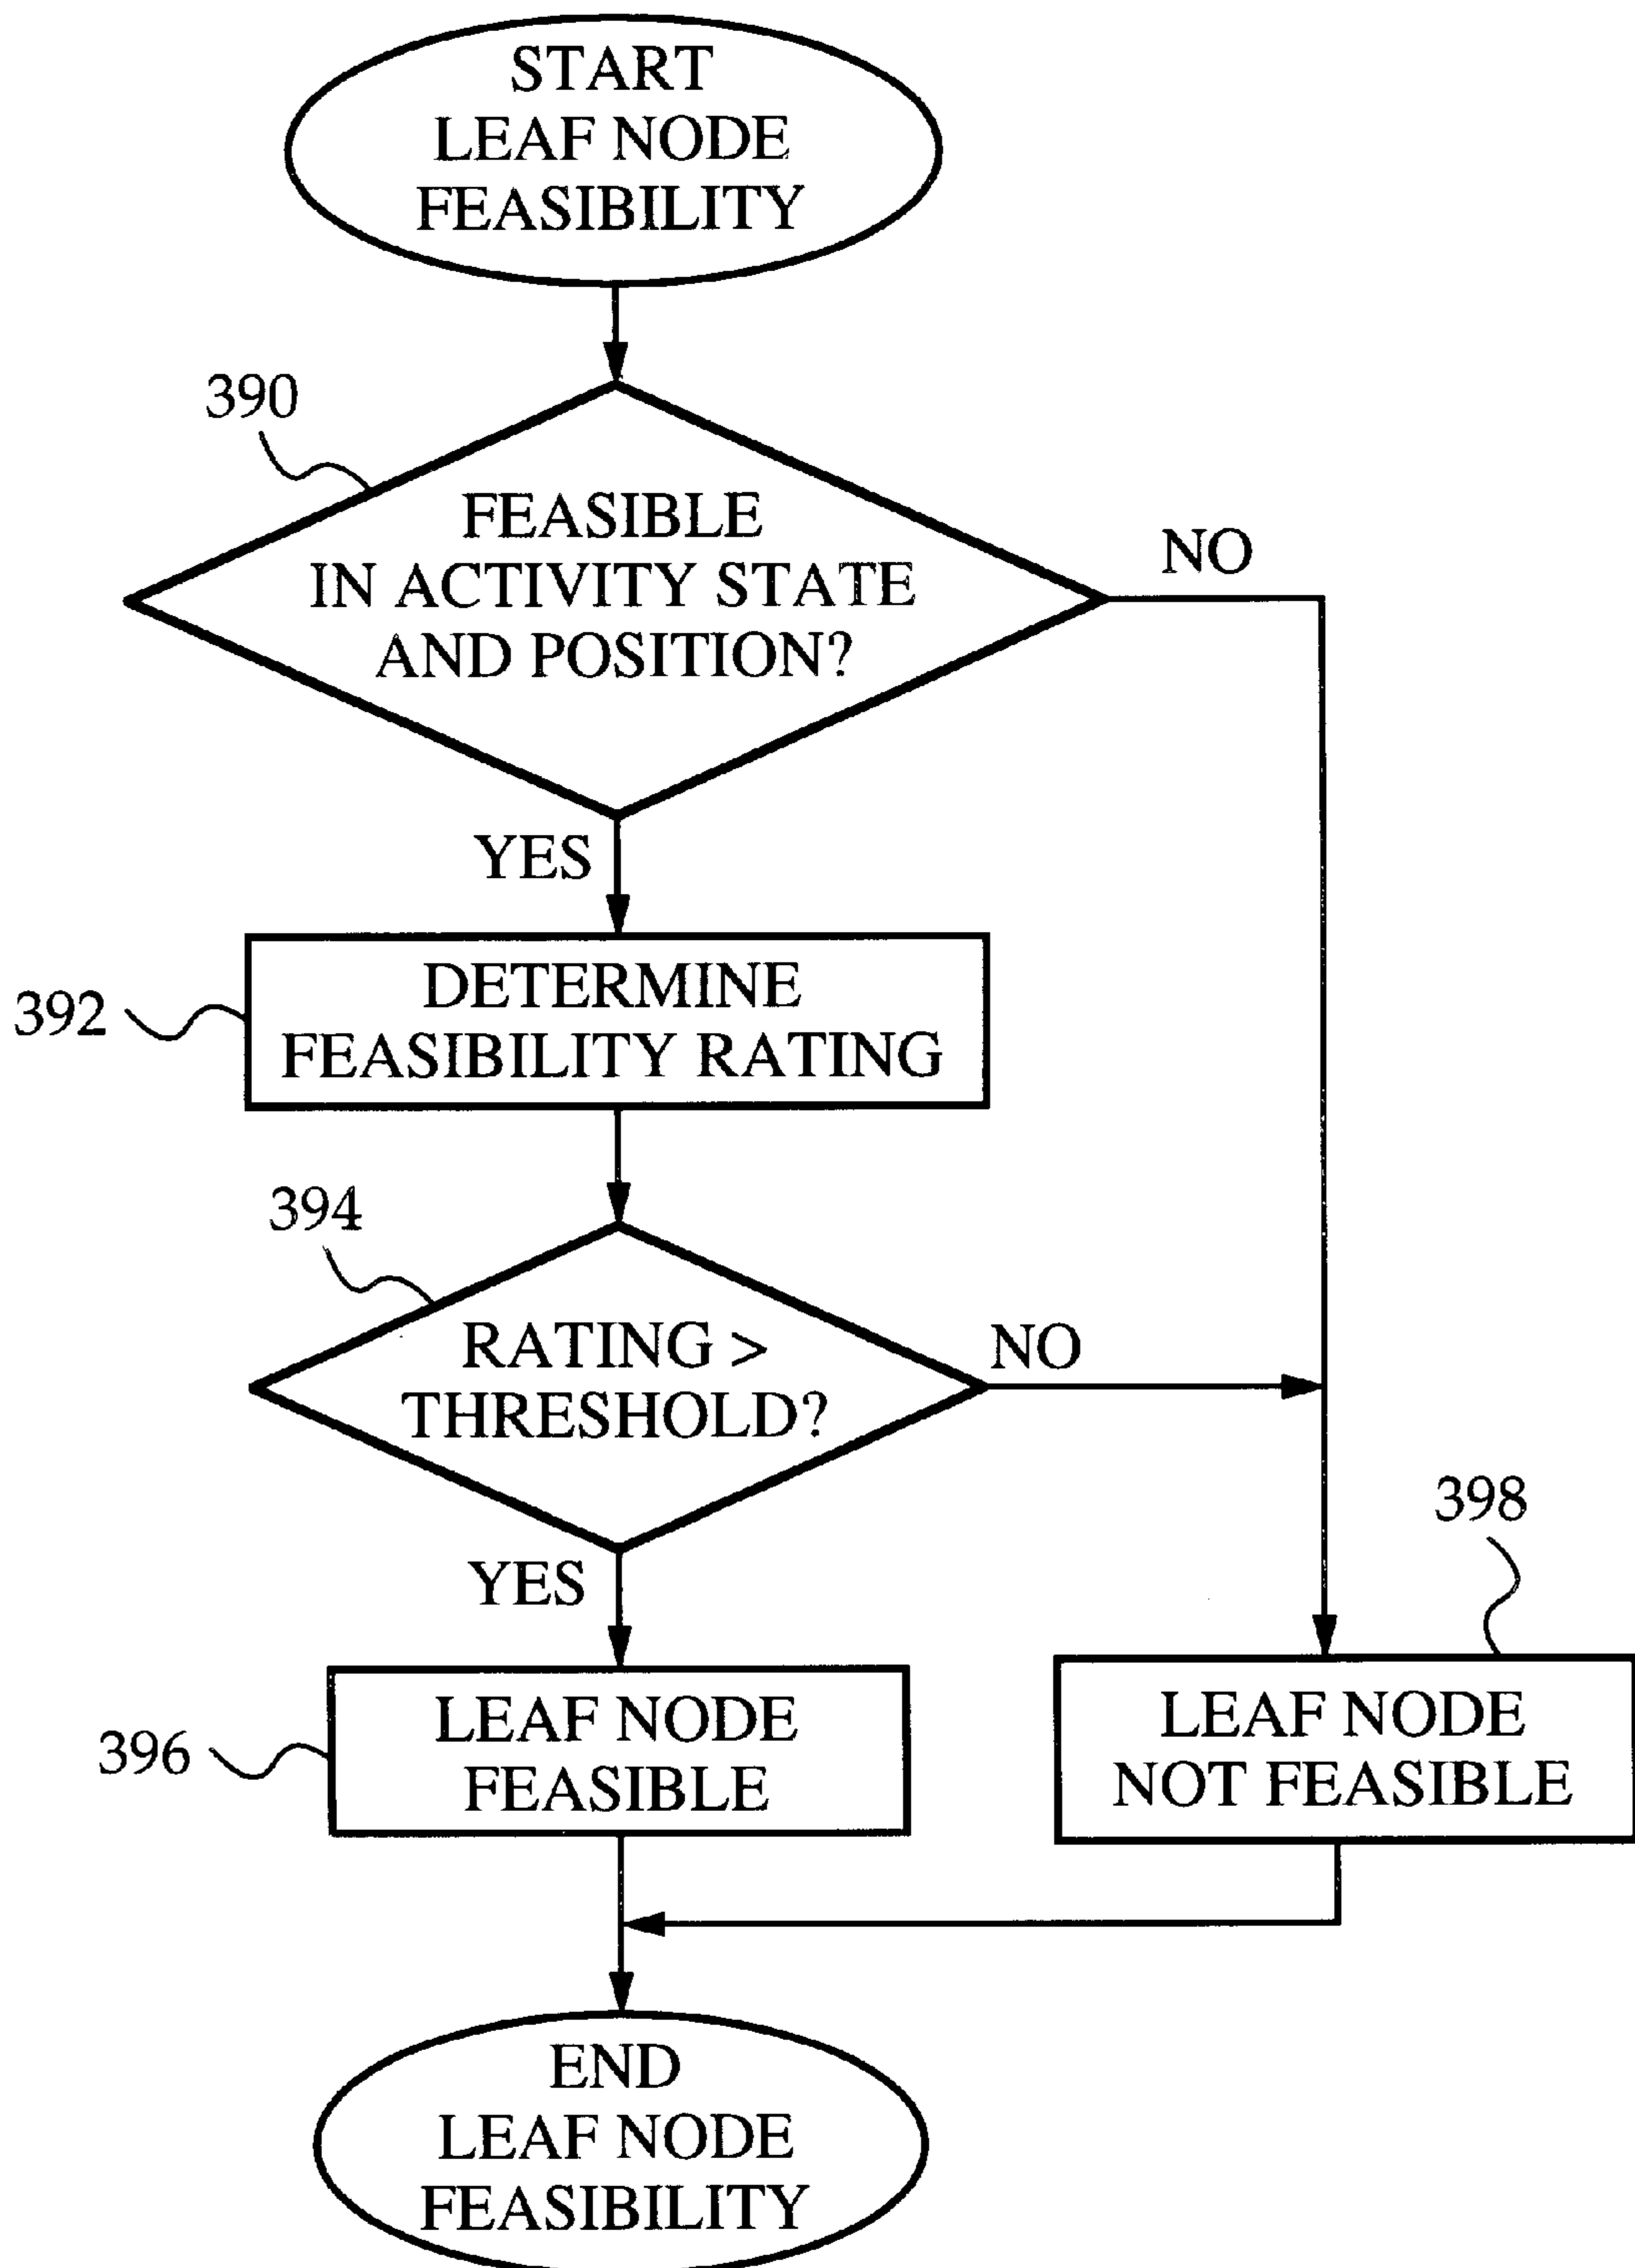 START
LEAF NODE
FEASIBILITY
390
FEASIBLE
IN ACTIVITY STATE
AND POSITION?
NO
YES
392
DETERMINE
FEASIBILITY RATING
394
RATING >
THRESHOLD?
NO
YES
398
396
LEAF NODE
FEASIBLE
LEAF NODE
NOT FEASIBLE
END
LEAF NODE
FEASIBILITY